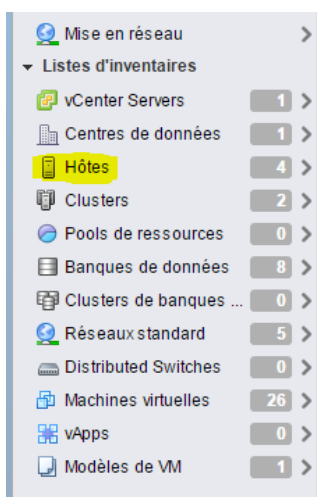 Mise en réseau
Listes d'inventaires
vCenter Servers 1
Centres de données 1
Hôtes 4
Clusters 2
Pools de ressources 0
Banques de données 8
Clusters de banques ... 0
Réseaux standard 5
Distributed Switches 0
Machines virtuelles 26
vApps 0
Modèles de VM 1